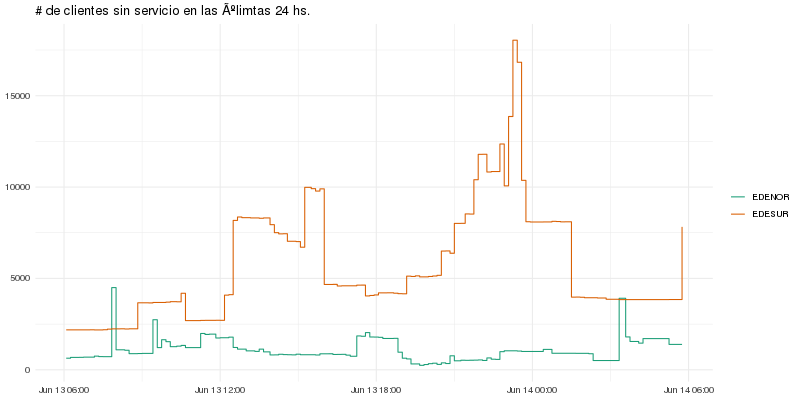 # de clientes sin servicio en las Ãºlimtas 24 hs.
15000
10000
5000
0
Jun 13 06:00 Jun 13 12:00 Jun 13 18:00 Jun 14 00:00 Jun 14 06:00
EDENOR
EDESUR